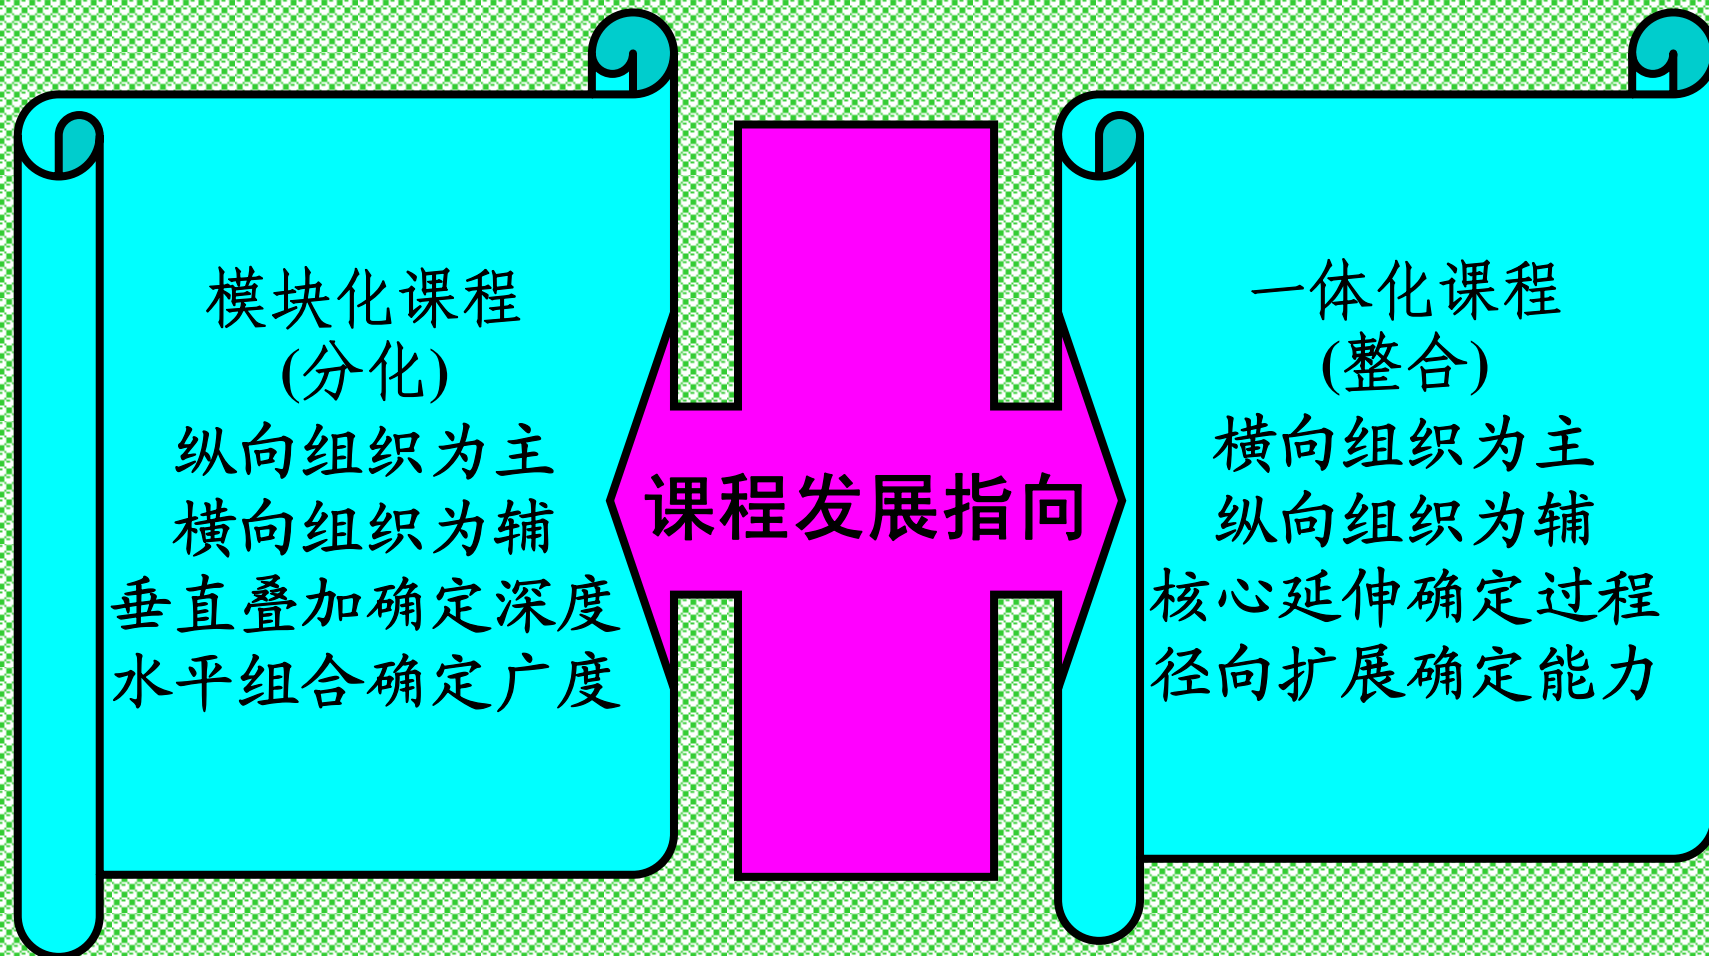 模块化课程
(分化)
纵向组织为主
横向组织为辅
垂直叠加确定深度
水平组合确定广度
课程发展指向
一体化课程
(整合)
横向组织为主
纵向组织为辅
核心延伸确定过程
径向扩展确定能力